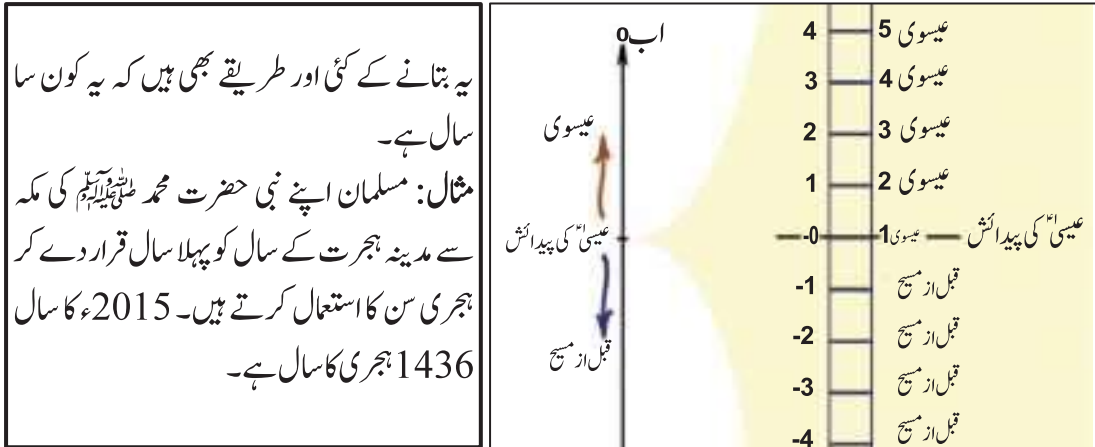 یہ بتانے کے کئی اور طریقے بھی ہیں کہ یہ کون سا
سال ہے۔
مثال: مسلمان اپنے نبی حضرت محمد ﷺ کی مکہ
سے مدینہ ہجرت کے سال کو پہلا سال قرار دے کر
ہجری سن کا استعمال کرتے ہیں۔ 2015ء کا سال
1436 ہجری کا سال ہے۔
اب 0
عیسوی
عیسیٰؑ کی پیدائش
قبل از مسیح
4 5 عیسوی
3 4 عیسوی
2 3 عیسوی
1 2 عیسوی
-0 1 عیسوی عیسیٰؑ کی پیدائش
-1 قبل از مسیح
-2 قبل از مسیح
-3 قبل از مسیح
-4 قبل از مسیح